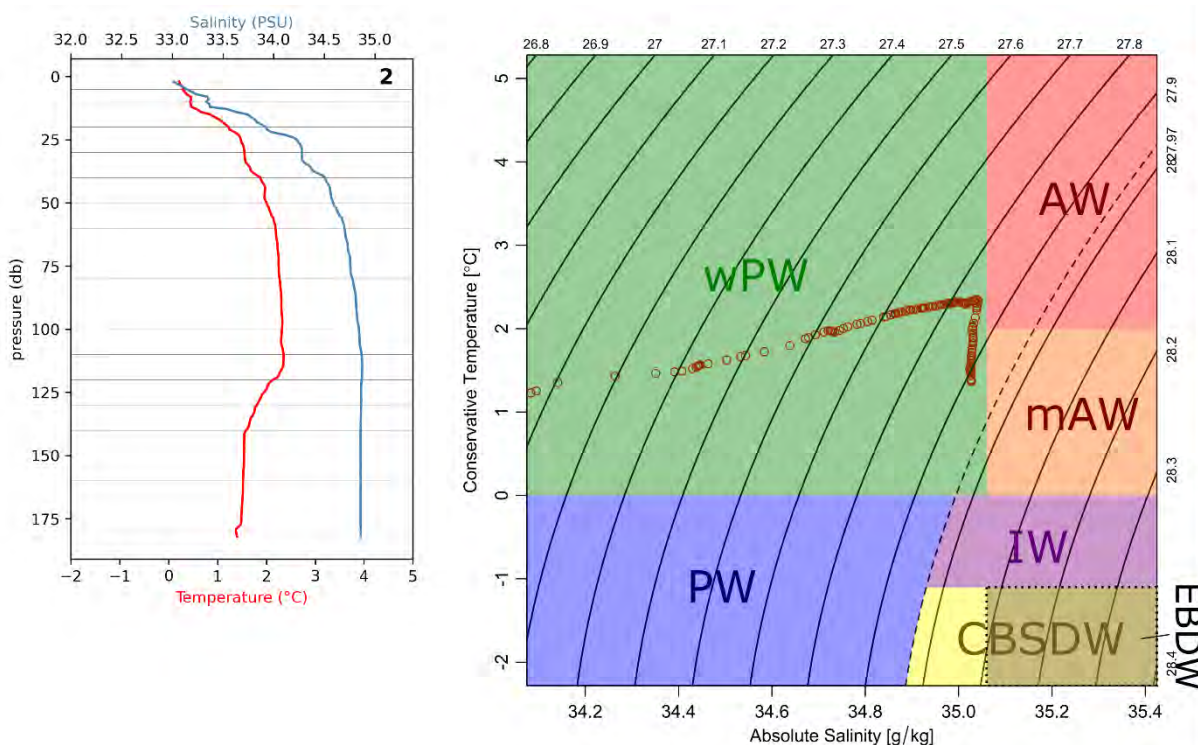 Salinity (PSU)
32.0 32.5 33.0 33.5 34.0 34.5 35.0
2
0
25
50
75
100
125
150
175
pressure (db)
-2 -1 0 1 2 3 4 5
Temperature (°C)
26.8 26.9 27 27.1 27.2 27.3 27.4 27.5 27.6 27.7 27.8
27.9
27.97
28
28.1
28.2
28.3
28.4
5
4
3
2
1
0
-1
-2
Conservative Temperature [°C]
AW
wPW
mAW
IW
PW
CBSDW
EBDW
34.2 34.4 34.6 34.8 35.0 35.2 35.4
Absolute Salinity [g/kg]